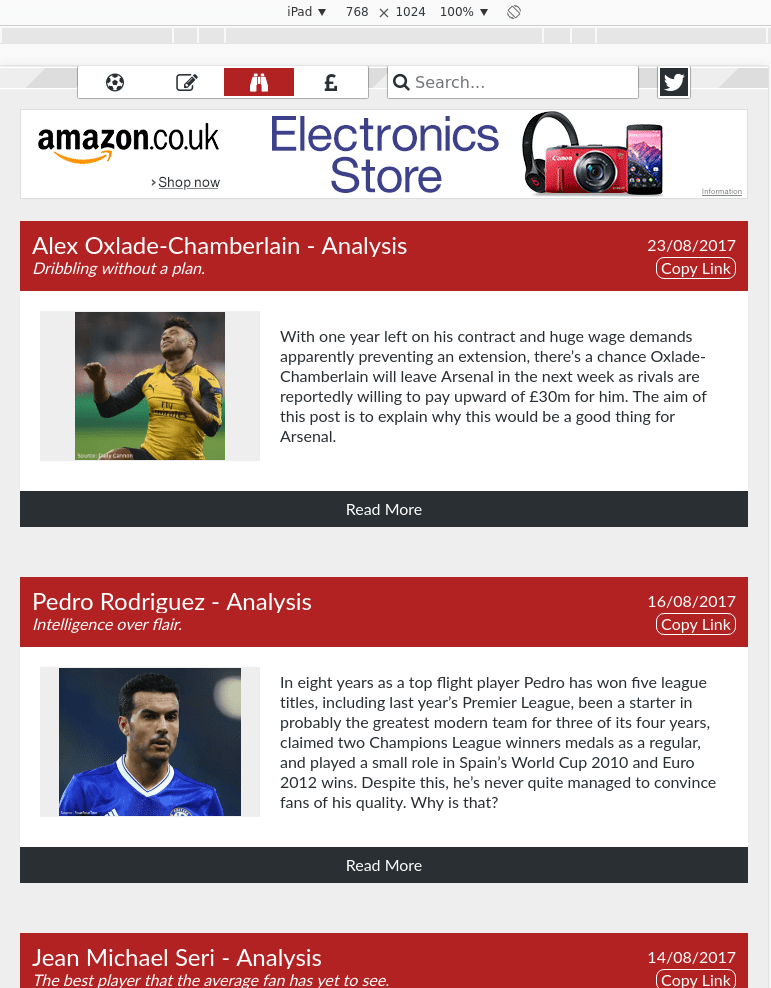 iPad ▼ 768 × 1024 100% ▼
£ Search...
amazon.co.uk
Electronics
Store
› Shop now
Canon
Information
Alex Oxlade-Chamberlain - Analysis 23/08/2017
Dribbling without a plan. Copy Link
With one year left on his contract and huge wage demands
apparently preventing an extension, there's a chance Oxlade-
Chamberlain will leave Arsenal in the next week as rivals are
reportedly willing to pay upward of £30m for him. The aim of
this post is to explain why this would be a good thing for
Arsenal.
Fly
Emirates
Source: Daily Cannon
Read More
Pedro Rodriguez - Analysis 16/08/2017
Intelligence over flair. Copy Link
In eight years as a top flight player Pedro has won five league
titles, including last year's Premier League, been a starter in
probably the greatest modern team for three of its four years,
claimed two Champions League winners medals as a regular,
and played a small role in Spain's World Cup 2010 and Euro
2012 wins. Despite this, he's never quite managed to convince
fans of his quality. Why is that?
Read More
Jean Michael Seri - Analysis 14/08/2017
The best player that the average fan has yet to see. Copy Link